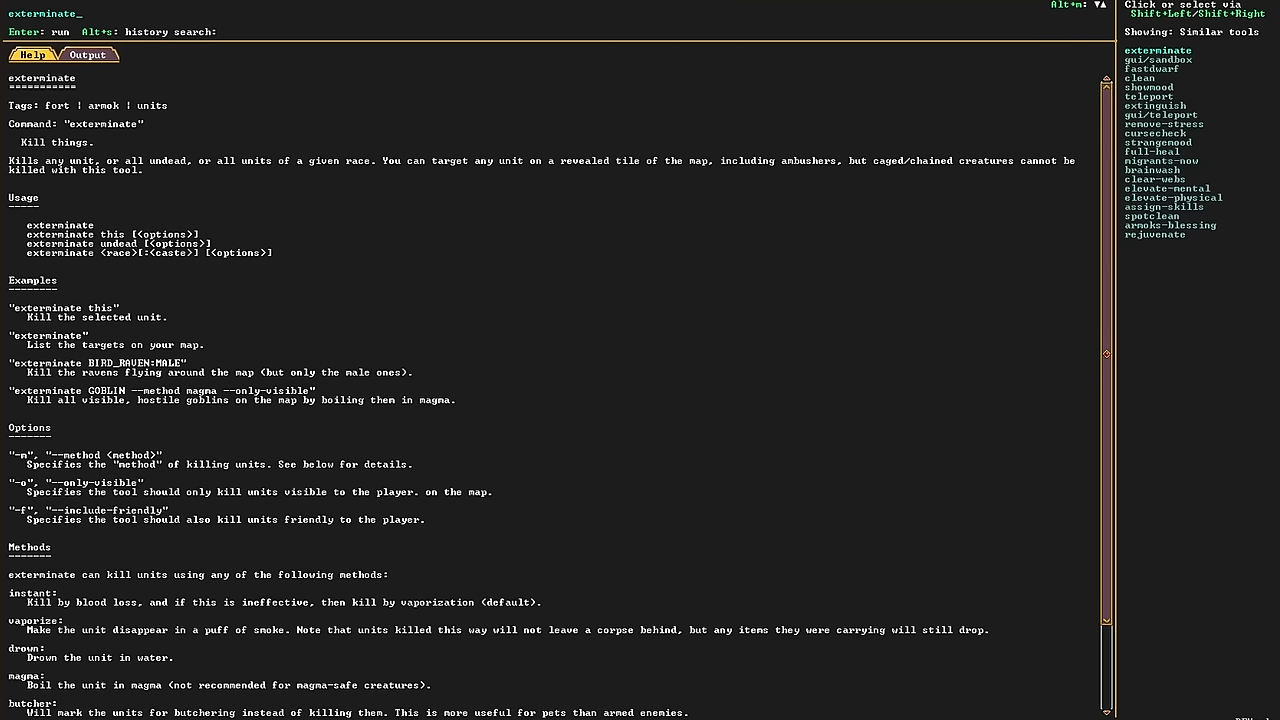 exterminate_
Alt+m: ▼▲
Enter: run  Alt+s: history search:
Help  Output
exterminate
===========
Tags: fort | armok | units
Command: "exterminate"
Kill things.
Kills any unit, or all undead, or all units of a given race. You can target any unit on a revealed tile of the map, including ambushers, but caged/chained creatures cannot be
killed with this tool.
Usage
-----
exterminate
exterminate this [<options>]
exterminate undead [<options>]
exterminate <race>[:<caste>] [<options>]
Examples
--------
"exterminate this"
Kill the selected unit.
"exterminate"
List the targets on your map.
"exterminate BIRD_RAVEN:MALE"
Kill the ravens flying around the map (but only the male ones).
"exterminate GOBLIN --method magma --only-visible"
Kill all visible, hostile goblins on the map by boiling them in magma.
Options
-------
"-m", "--method <method>"
Specifies the "method" of killing units. See below for details.
"-o", "--only-visible"
Specifies the tool should only kill units visible to the player. on the map.
"-f", "--include-friendly"
Specifies the tool should also kill units friendly to the player.
Methods
-------
exterminate can kill units using any of the following methods:
instant:
Kill by blood loss, and if this is ineffective, then kill by vaporization (default).
vaporize:
Make the unit disappear in a puff of smoke. Note that units killed this way will not leave a corpse behind, but any items they were carrying will still drop.
drown:
Drown the unit in water.
magma:
Boil the unit in magma (not recommended for magma-safe creatures).
butcher:
Will mark the units for butchering instead of killing them. This is more useful for pets than armed enemies.
Click or select via
Shift+Left/Shift+Right
Showing: Similar tools
exterminate
gui/sandbox
fastdwarf
clean
showmood
teleport
extinguish
gui/teleport
remove-stress
cursecheck
strangemood
full-heal
migrants-now
brainwash
clear-webs
elevate-mental
elevate-physical
assign-skills
spotclean
armoks-blessing
rejuvenate